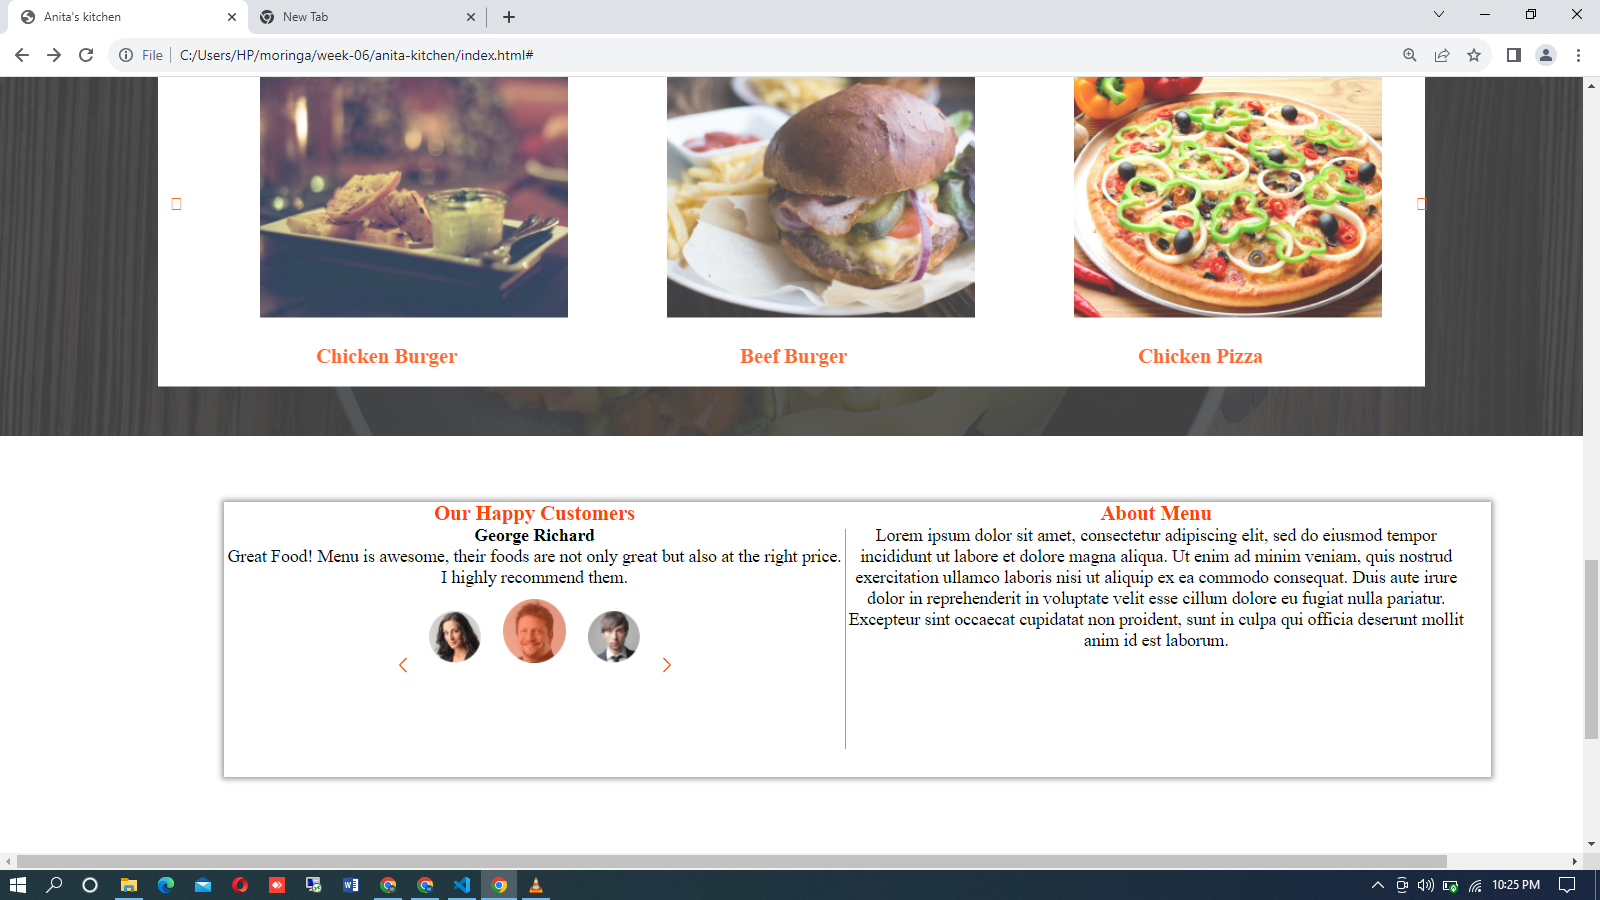 Anita's kitchen
New Tab
File
C:/Users/HP/moringa/week-06/anita-kitchen/index.html#
Chicken Burger
Beef Burger
Chicken Pizza
Our Happy Customers
George Richard
Great Food! Menu is awesome, their foods are not only great but also at the right price.
I highly recommend them.
About Menu
Lorem ipsum dolor sit amet, consectetur adipiscing elit, sed do eiusmod tempor
incididunt ut labore et dolore magna aliqua. Ut enim ad minim veniam, quis nostrud
exercitation ullamco laboris nisi ut aliquip ex ea commodo consequat. Duis aute irure
dolor in reprehenderit in voluptate velit esse cillum dolore eu fugiat nulla pariatur.
Excepteur sint occaecat cupidatat non proident, sunt in culpa qui officia deserunt mollit
anim id est laborum.
10:25 PM